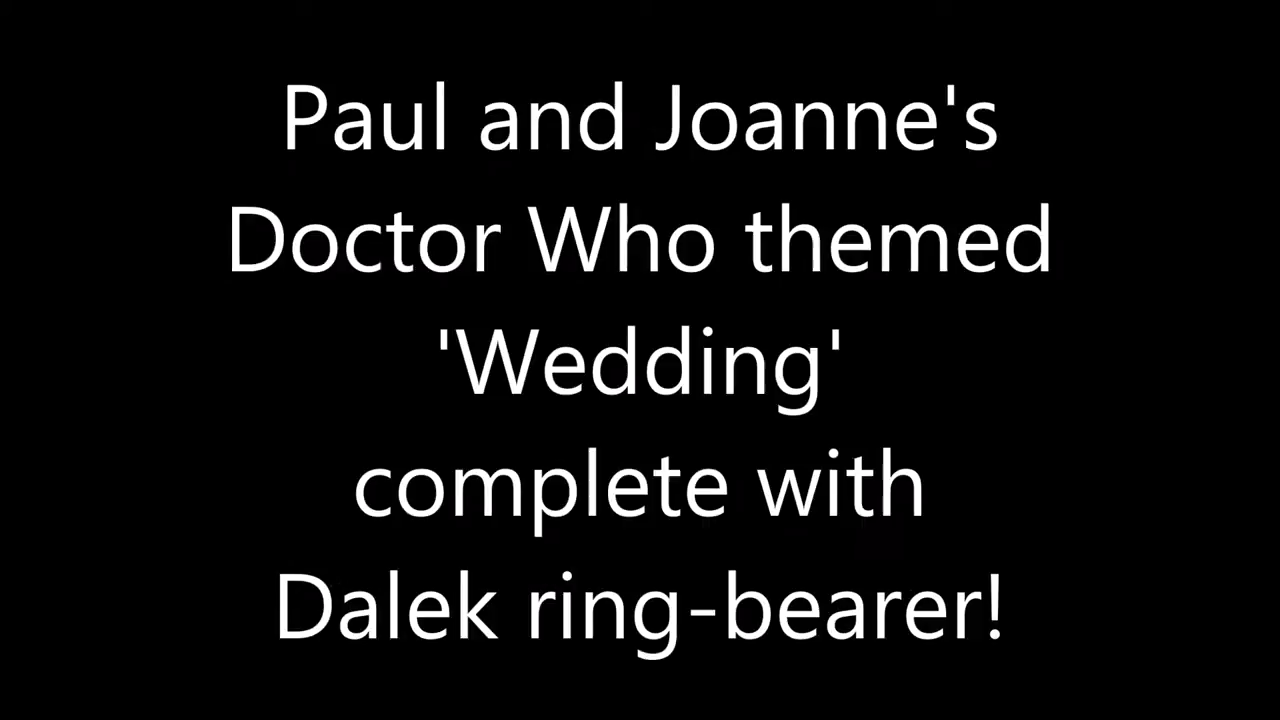 Paul and Joanne's
Doctor Who themed
'Wedding'
complete with
Dalek ring-bearer!